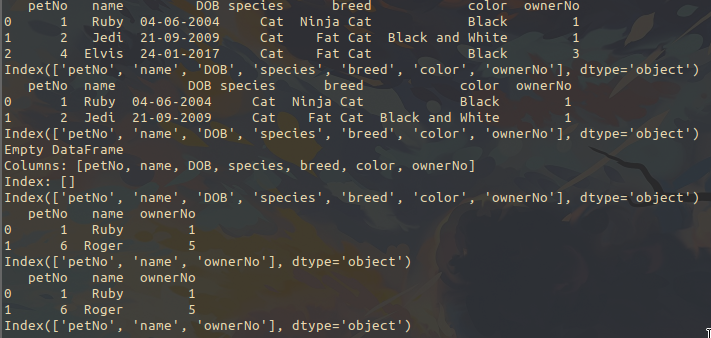 petNo name DOB species breed color ownerNo
0 1 Ruby 04-06-2004 Cat Ninja Cat Black 1
1 2 Jedi 21-09-2009 Cat Fat Cat Black and White 1
2 4 Elvis 24-01-2017 Cat Fat Cat Black 3
Index(['petNo', 'name', 'DOB', 'species', 'breed', 'color', 'ownerNo'], dtype='object')
petNo name DOB species breed color ownerNo
0 1 Ruby 04-06-2004 Cat Ninja Cat Black 1
1 2 Jedi 21-09-2009 Cat Fat Cat Black and White 1
Index(['petNo', 'name', 'DOB', 'species', 'breed', 'color', 'ownerNo'], dtype='object')
Empty DataFrame
Columns: [petNo, name, DOB, species, breed, color, ownerNo]
Index: []
Index(['petNo', 'name', 'DOB', 'species', 'breed', 'color', 'ownerNo'], dtype='object')
petNo name ownerNo
0 1 Ruby 1
1 6 Roger 5
Index(['petNo', 'name', 'ownerNo'], dtype='object')
petNo name ownerNo
0 1 Ruby 1
1 6 Roger 5
Index(['petNo', 'name', 'ownerNo'], dtype='object')